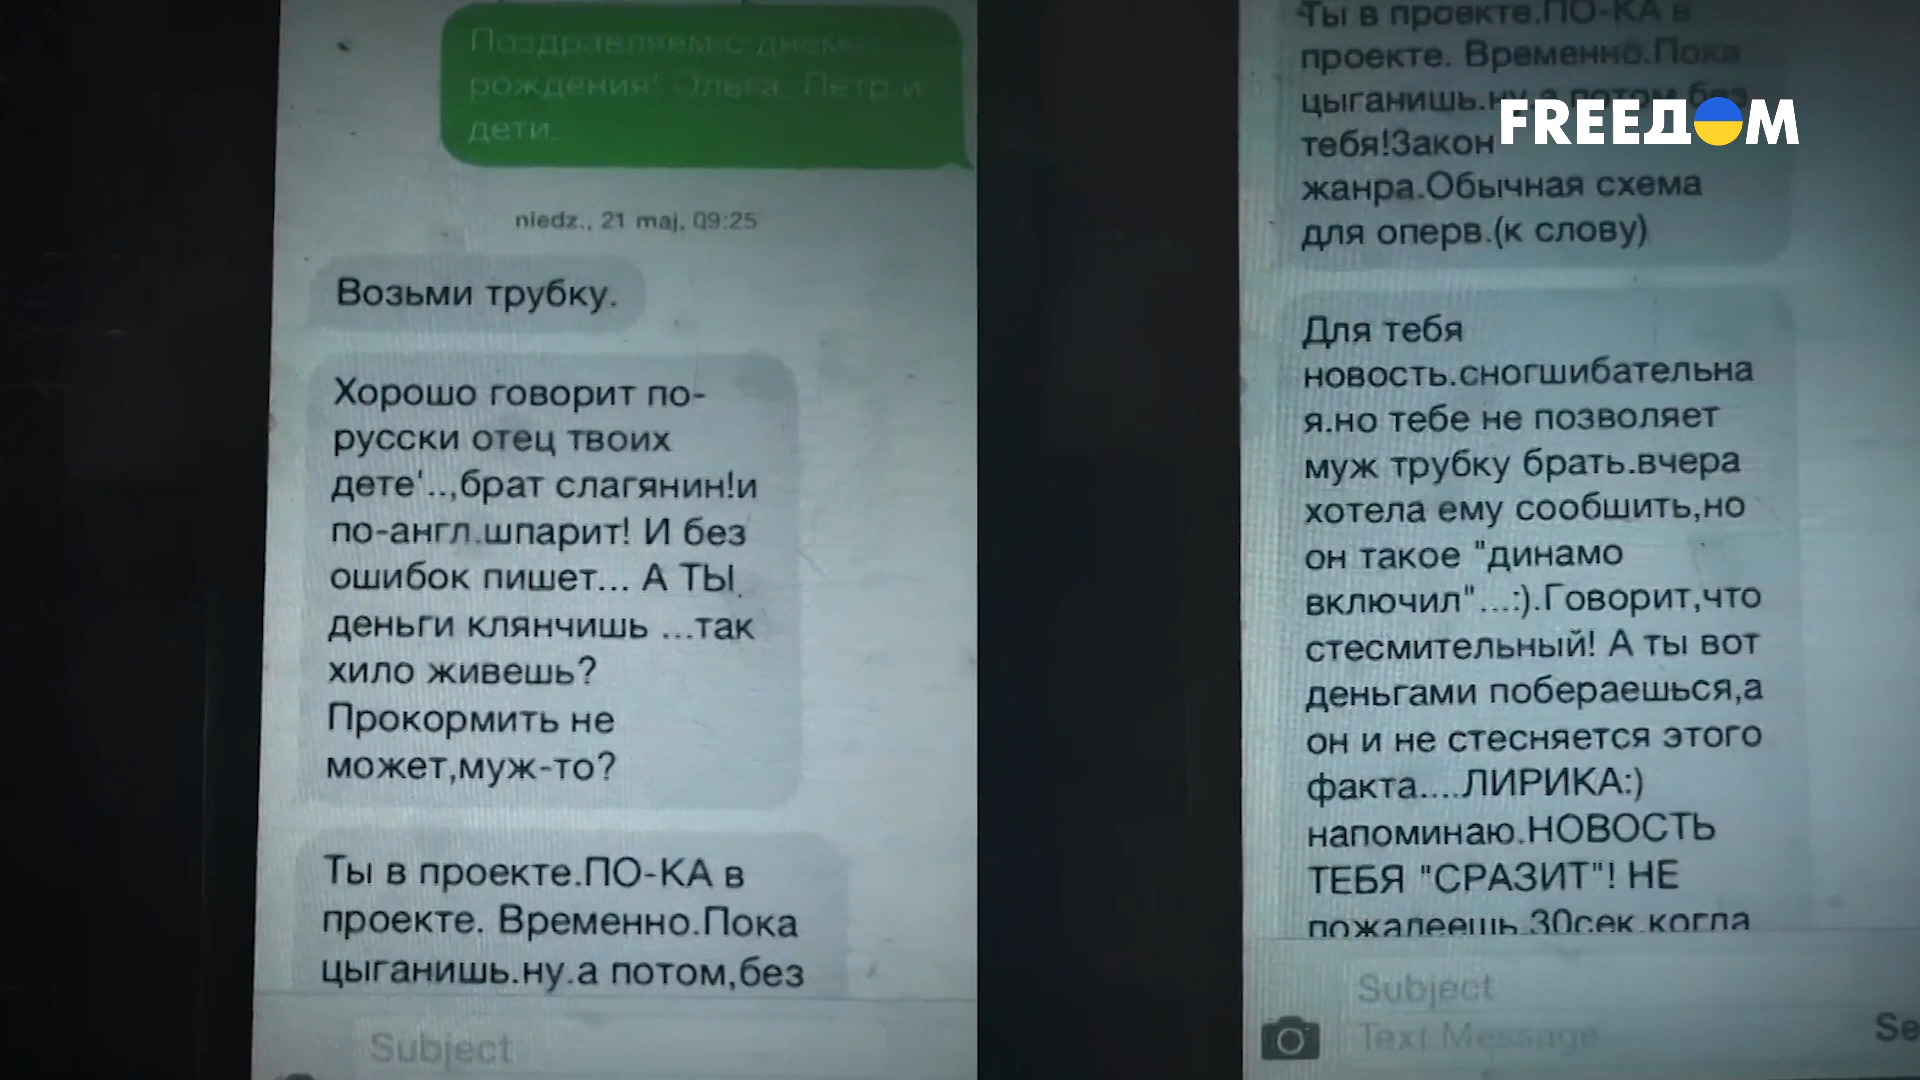 Поздравляем с днем
рождения! Ольга, Петр и
дети.
niedz., 21 maj, 09:25
Возьми трубку.
Хорошо говорит по-
русски отец твоих
дете'..,брат слагянин!и
по-англ.шпарит! И без
ошибок пишет... А ТЫ
деньги клянчишь ...так
хило живешь?
Прокормить не
может,муж-то?
Ты в проекте.ПО-КА в
проекте. Временно.Пока
цыганишь.ну.а потом,без
Subject
Ты в проекте.ПО-КА в
проекте. Временно.Пока
цыганишь.ну.а потом,без
тебя!Закон
жанра.Обычная схема
для оперв.(к слову)
FREEДОМ
Для тебя
новость.сногшибательна
я.но тебе не позволяет
муж трубку брать.вчера
хотела ему сообшить,но
он такое "динамо
включил"...:).Говорит,что
стесмительный! А ты вот
деньгами побераешься,а
он и не стесняется этого
факта....ЛИРИКА:)
напоминаю.НОВОСТЬ
ТЕБЯ "СРАЗИТ"! НЕ
пожалеешь.30сек.когда
Subject
Text Message
Se